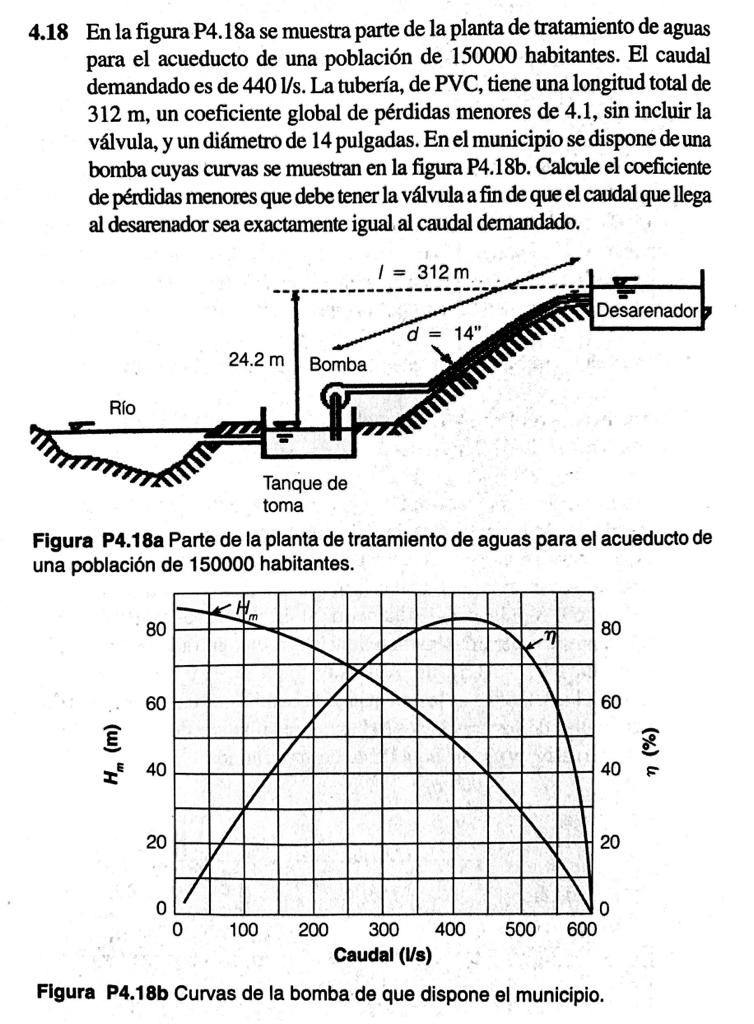 4.18 En la figura P4.18a se muestra parte de la planta de tratamiento de aguas
para el acueducto de una población de 150000 habitantes. El caudal
demandado es de 440 l/s. La tubería, de PVC, tiene una longitud total de
312 m, un coeficiente global de pérdidas menores de 4.1, sin incluir la
válvula, y un diámetro de 14 pulgadas. En el municipio se dispone de una
bomba cuyas curvas se muestran en la figura P4.18b. Calcule el coeficiente
de pérdidas menores que debe tener la válvula a fin de que el caudal que llega
al desarenador sea exactamente igual al caudal demandado.
l = 312 m
Desarenador
d = 14"
24.2 m
Bomba
Río
Tanque de
toma
Figura P4.18a Parte de la planta de tratamiento de aguas para el acueducto de
una población de 150000 habitantes.
Hm
80
80
η
60
60
Hm (m)
η (%)
40
40
20
20
0
0
0 100 200 300 400 500 600
Caudal (l/s)
Figura P4.18b Curvas de la bomba de que dispone el municipio.